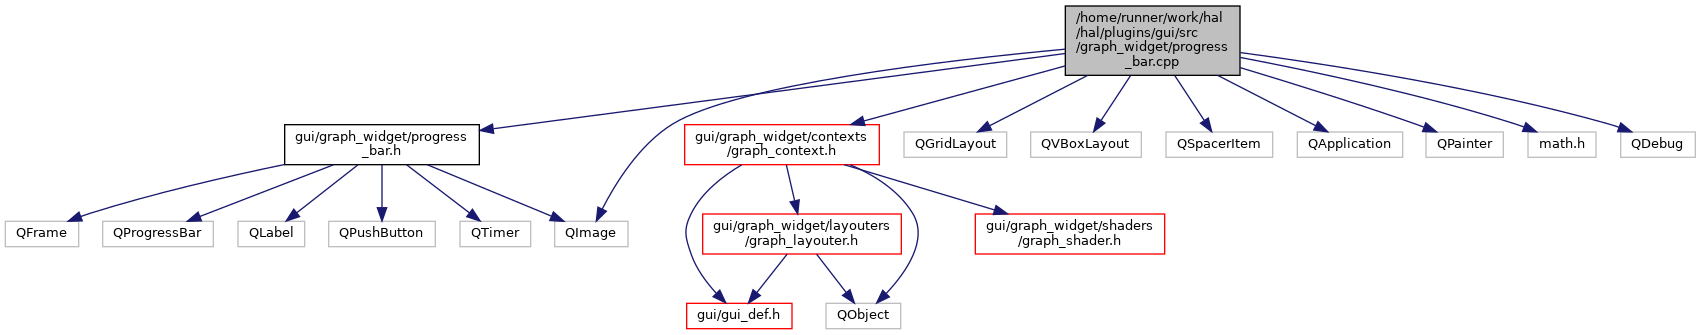 /home/runner/work/hal
/hal/plugins/gui/src
/graph_widget/progress
_bar.cpp
gui/graph_widget/progress
_bar.h
gui/graph_widget/contexts
/graph_context.h
QGridLayout
QVBoxLayout
QSpacerItem
QApplication
QPainter
math.h
QDebug
QFrame
QProgressBar
QLabel
QPushButton
QTimer
QImage
gui/graph_widget/layouters
/graph_layouter.h
gui/graph_widget/shaders
/graph_shader.h
gui/gui_def.h
QObject